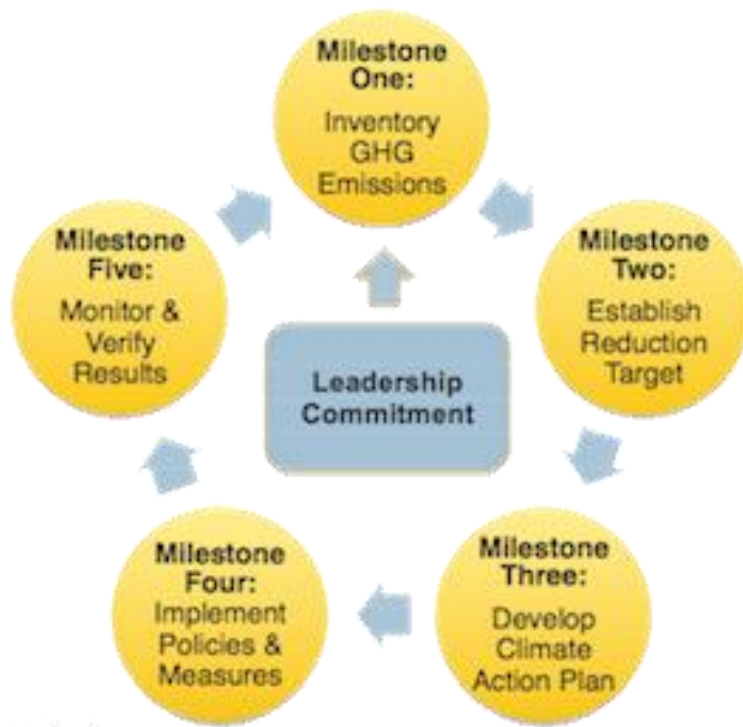 Milestone
One:
Inventory
GHG
Emissions
Milestone
Two:
Establish
Reduction
Target
Milestone
Three:
Develop
Climate
Action Plan
Milestone
Four:
Implement
Policies &
Measures
Milestone
Five:
Monitor &
Verify
Results
Leadership
Commitment